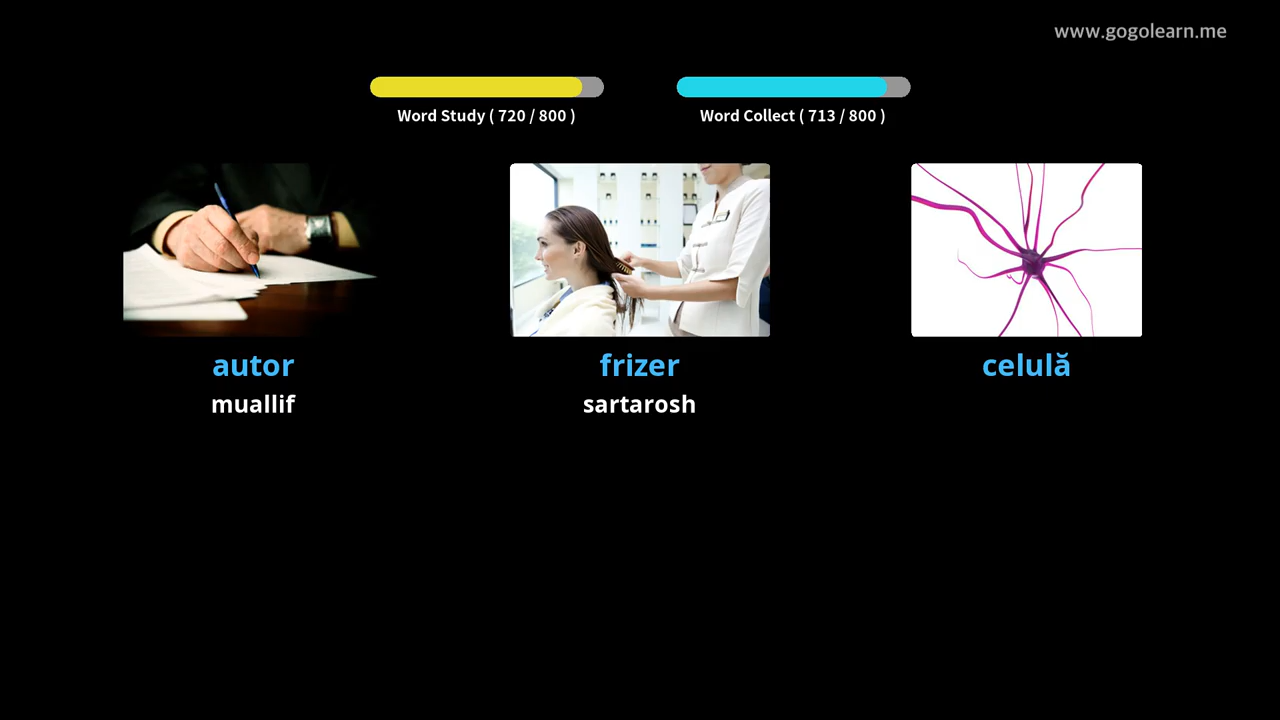 www.gogolearn.me
Word Study ( 720 / 800 )
Word Collect ( 713 / 800 )
autor
frizer
celulă
muallif
sartarosh